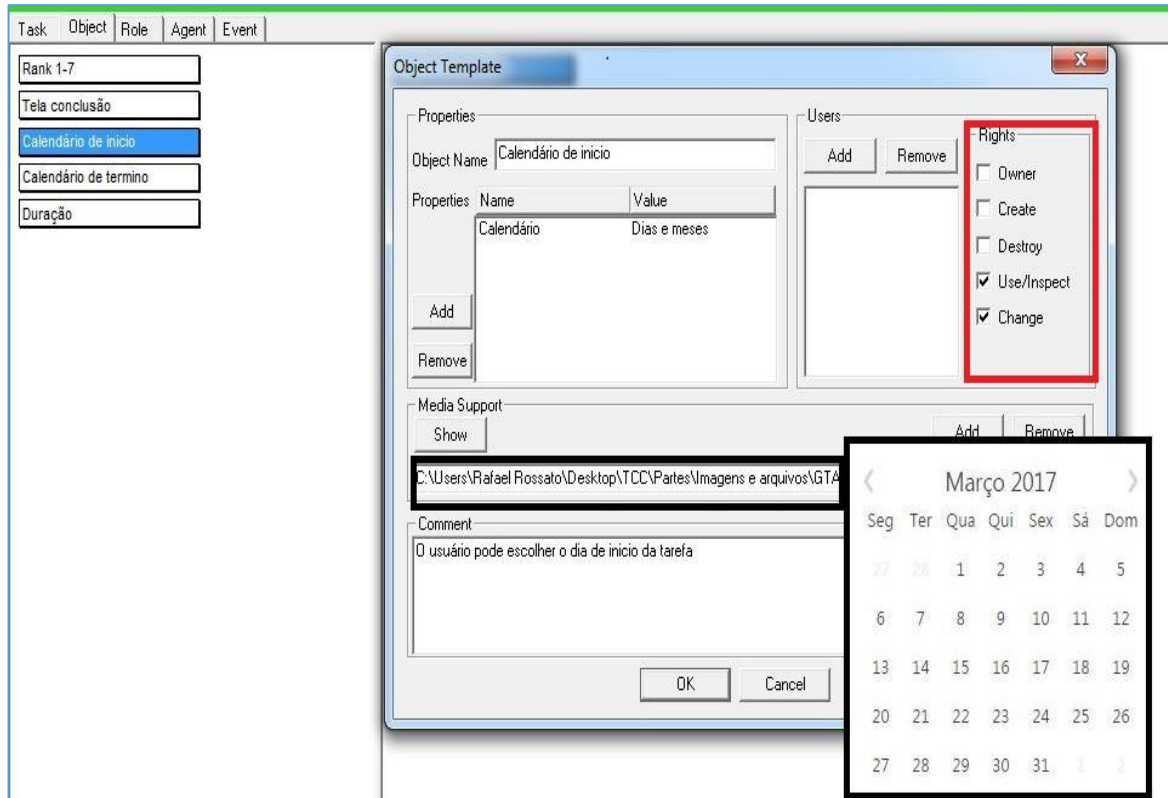 Task Object Role Agent Event
Rank 1-7
Tela conclusão
Calendário de inicio
Calendário de termino
Duração
Object Template
Properties
Object Name Calendário de inicio
Properties Name Value
Calendário Dias e meses
Add
Remove
Users
Add Remove
Rights
Owner
Create
Destroy
Use/Inspect
Change
Media Support
Show Add Remove
C:\Users\Rafael Rossato\Desktop\TCC\Partes\Imagens e arquivos\GTA
Comment
O usuário pode escolher o dia de inicio da tarefa
OK Cancel
Março 2017
Seg Ter Qua Qui Sex Sá Dom
27 28 1 2 3 4 5
6 7 8 9 10 11 12
13 14 15 16 17 18 19
20 21 22 23 24 25 26
27 28 29 30 31 1 2